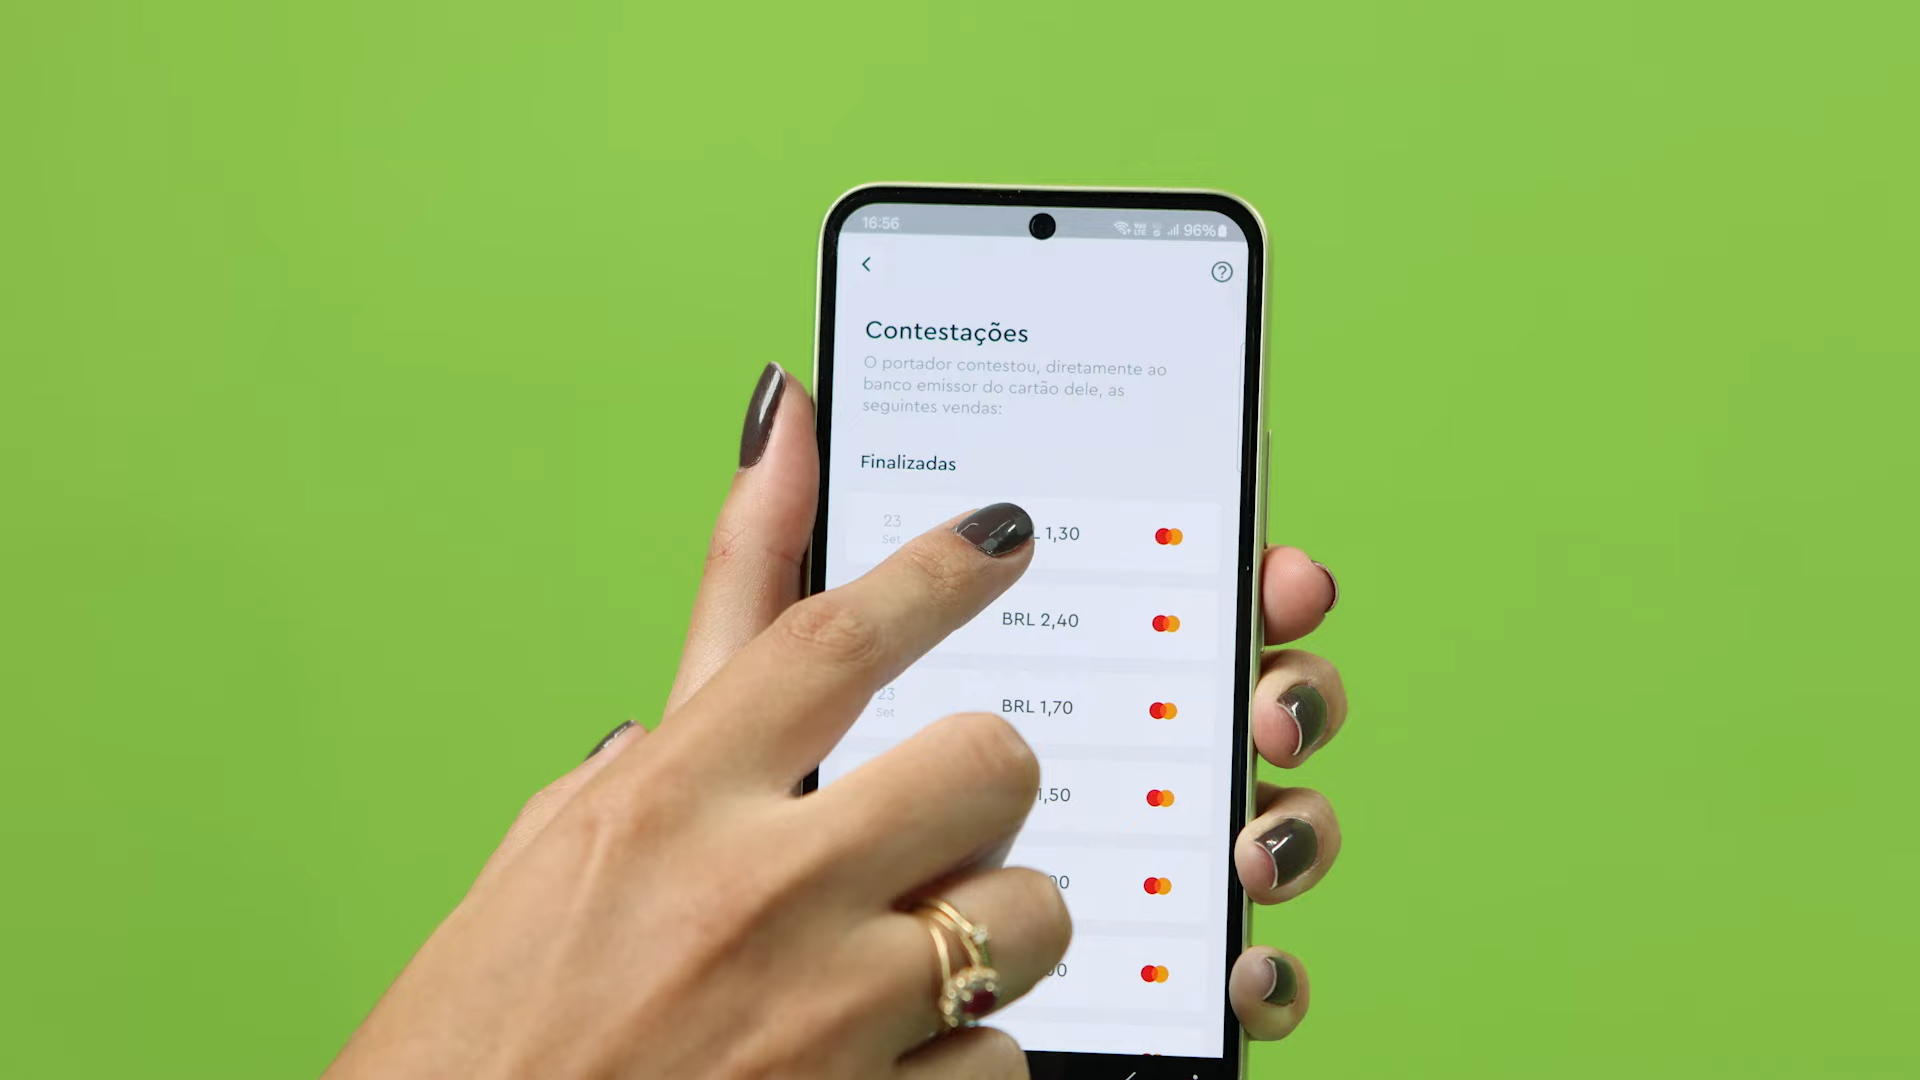 16:56
96%
Contestações
O portador contestou, diretamente ao
banco emissor do cartão dele, as
seguintes vendas:
Finalizadas
23
Set
1,30
BRL 2,40
23
Set
BRL 1,70
1,50